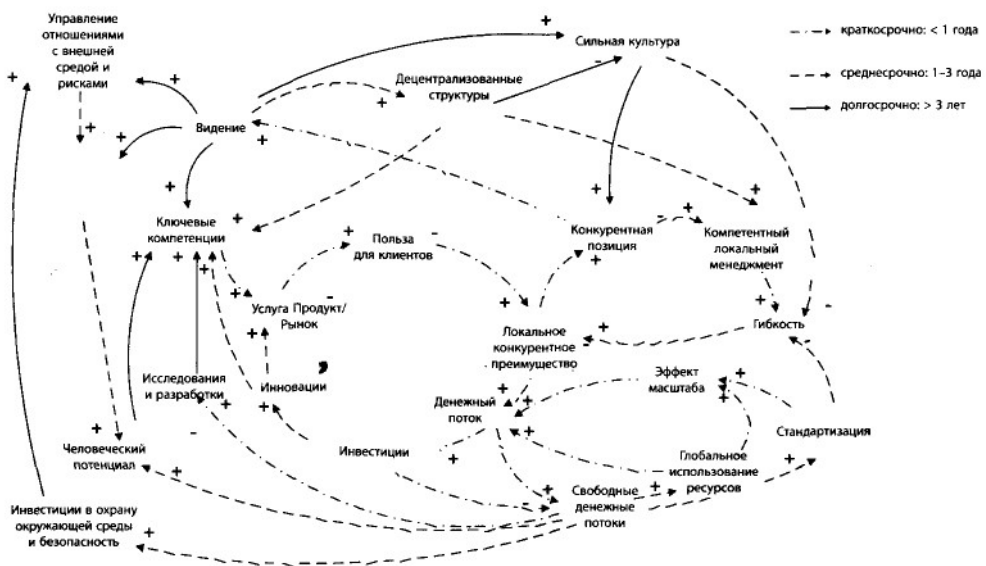 Управление
отношениями
с внешней
средой и
рисками
Сильная культура
краткосрочно: < 1 года
среднесрочно: 1–3 года
долгосрочно: > 3 лет
Децентрализованные
структуры
Видение
Ключевые
компетенции
Польза
для клиентов
Конкурентная
позиция
Компетентный
локальный
менеджмент
Услуга Продукт/
Рынок
Локальное
конкурентное
преимущество
Гибкость
Исследования
и разработки
Инновации
Эффект
масштаба
Денежный
поток
Стандартизация
Человеческий
потенциал
Инвестиции
Глобальное
использование
ресурсов
Инвестиции в охрану
окружающей среды
и безопасность
Свободные
денежные
потоки